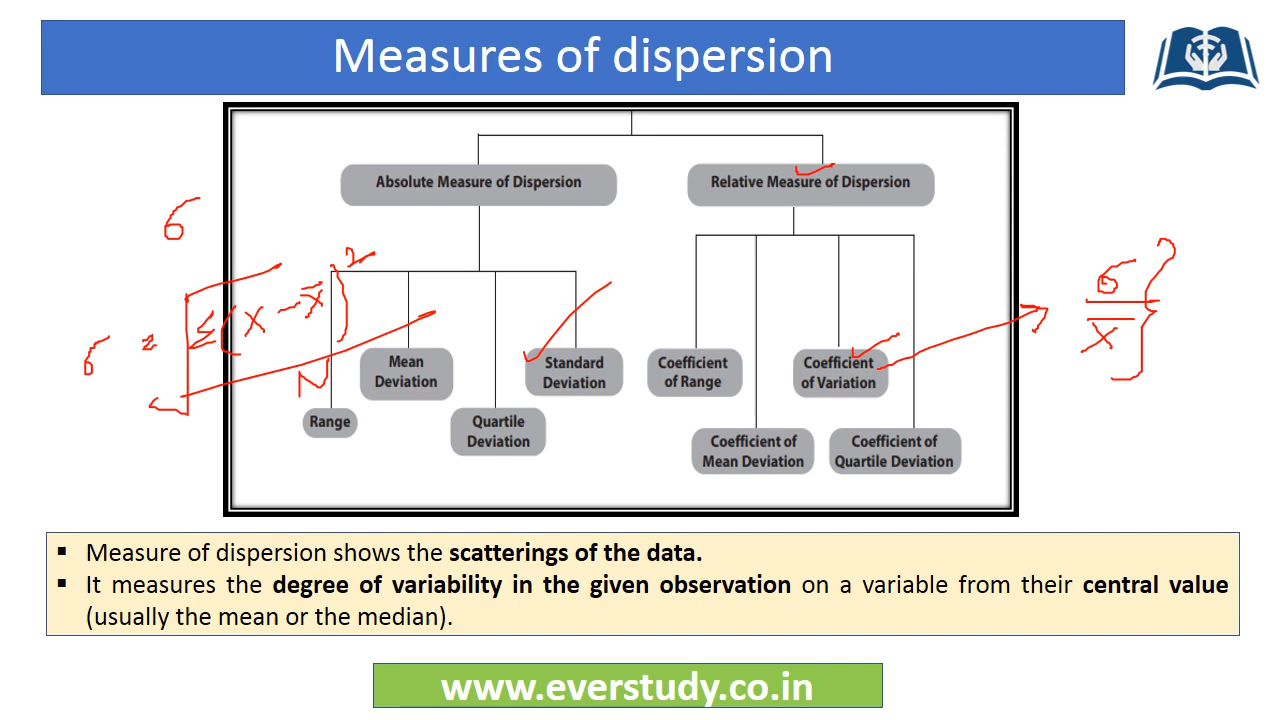 Measures of dispersion
Absolute Measure of Dispersion
Relative Measure of Dispersion
σ
σ = √Σ(X - X̄)²
N
σ
X̄
Mean
Deviation
Standard
Deviation
Coefficient
of Range
Coefficient
of Variation
Range
Quartile
Deviation
Coefficient of
Mean Deviation
Coefficient of
Quartile Deviation
▪ Measure of dispersion shows the scatterings of the data.
▪ It measures the degree of variability in the given observation on a variable from their central value
(usually the mean or the median).
www.everstudy.co.in